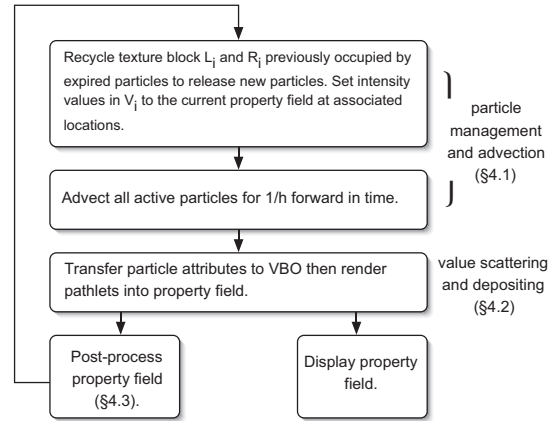 Recycle texture block Li and Ri previously occupied by
expired particles to release new particles. Set intensity
values in Vi to the current property field at associated
locations.
particle
management
and advection
(§4.1)
Advect all active particles for 1/h forward in time.
Transfer particle attributes to VBO then render
pathlets into property field.
value scattering
and depositing
(§4.2)
Post-process
property field
(§4.3).
Display property
field.